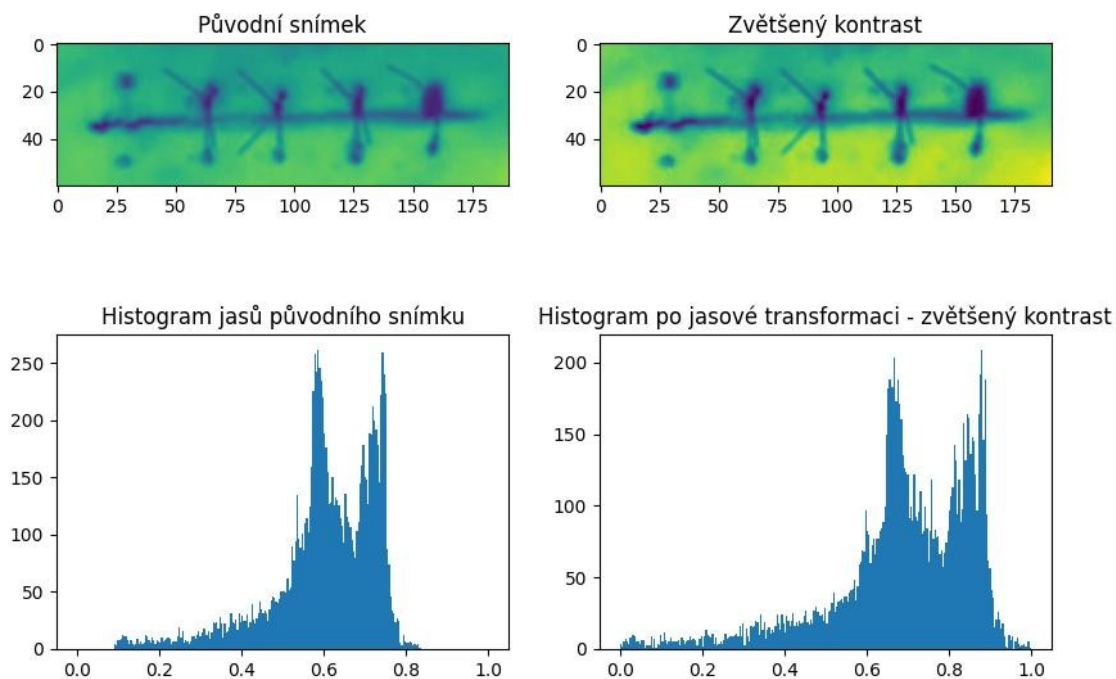 Původní snímek
0
20
40
0 25 50 75 100 125 150 175
Zvětšený kontrast
0
20
40
0 25 50 75 100 125 150 175
Histogram jasů původního snímku
250
200
150
100
50
0
0.0 0.2 0.4 0.6 0.8 1.0
Histogram po jasové transformaci - zvětšený kontrast
200
150
100
50
0
0.0 0.2 0.4 0.6 0.8 1.0